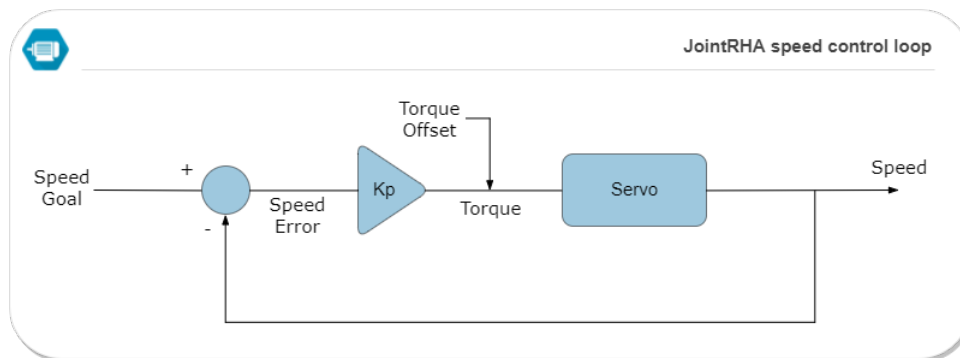 JointRHA speed control loop
Torque
Offset
Speed
Goal
+
-
Speed
Error
Kp
Torque
Servo
Speed